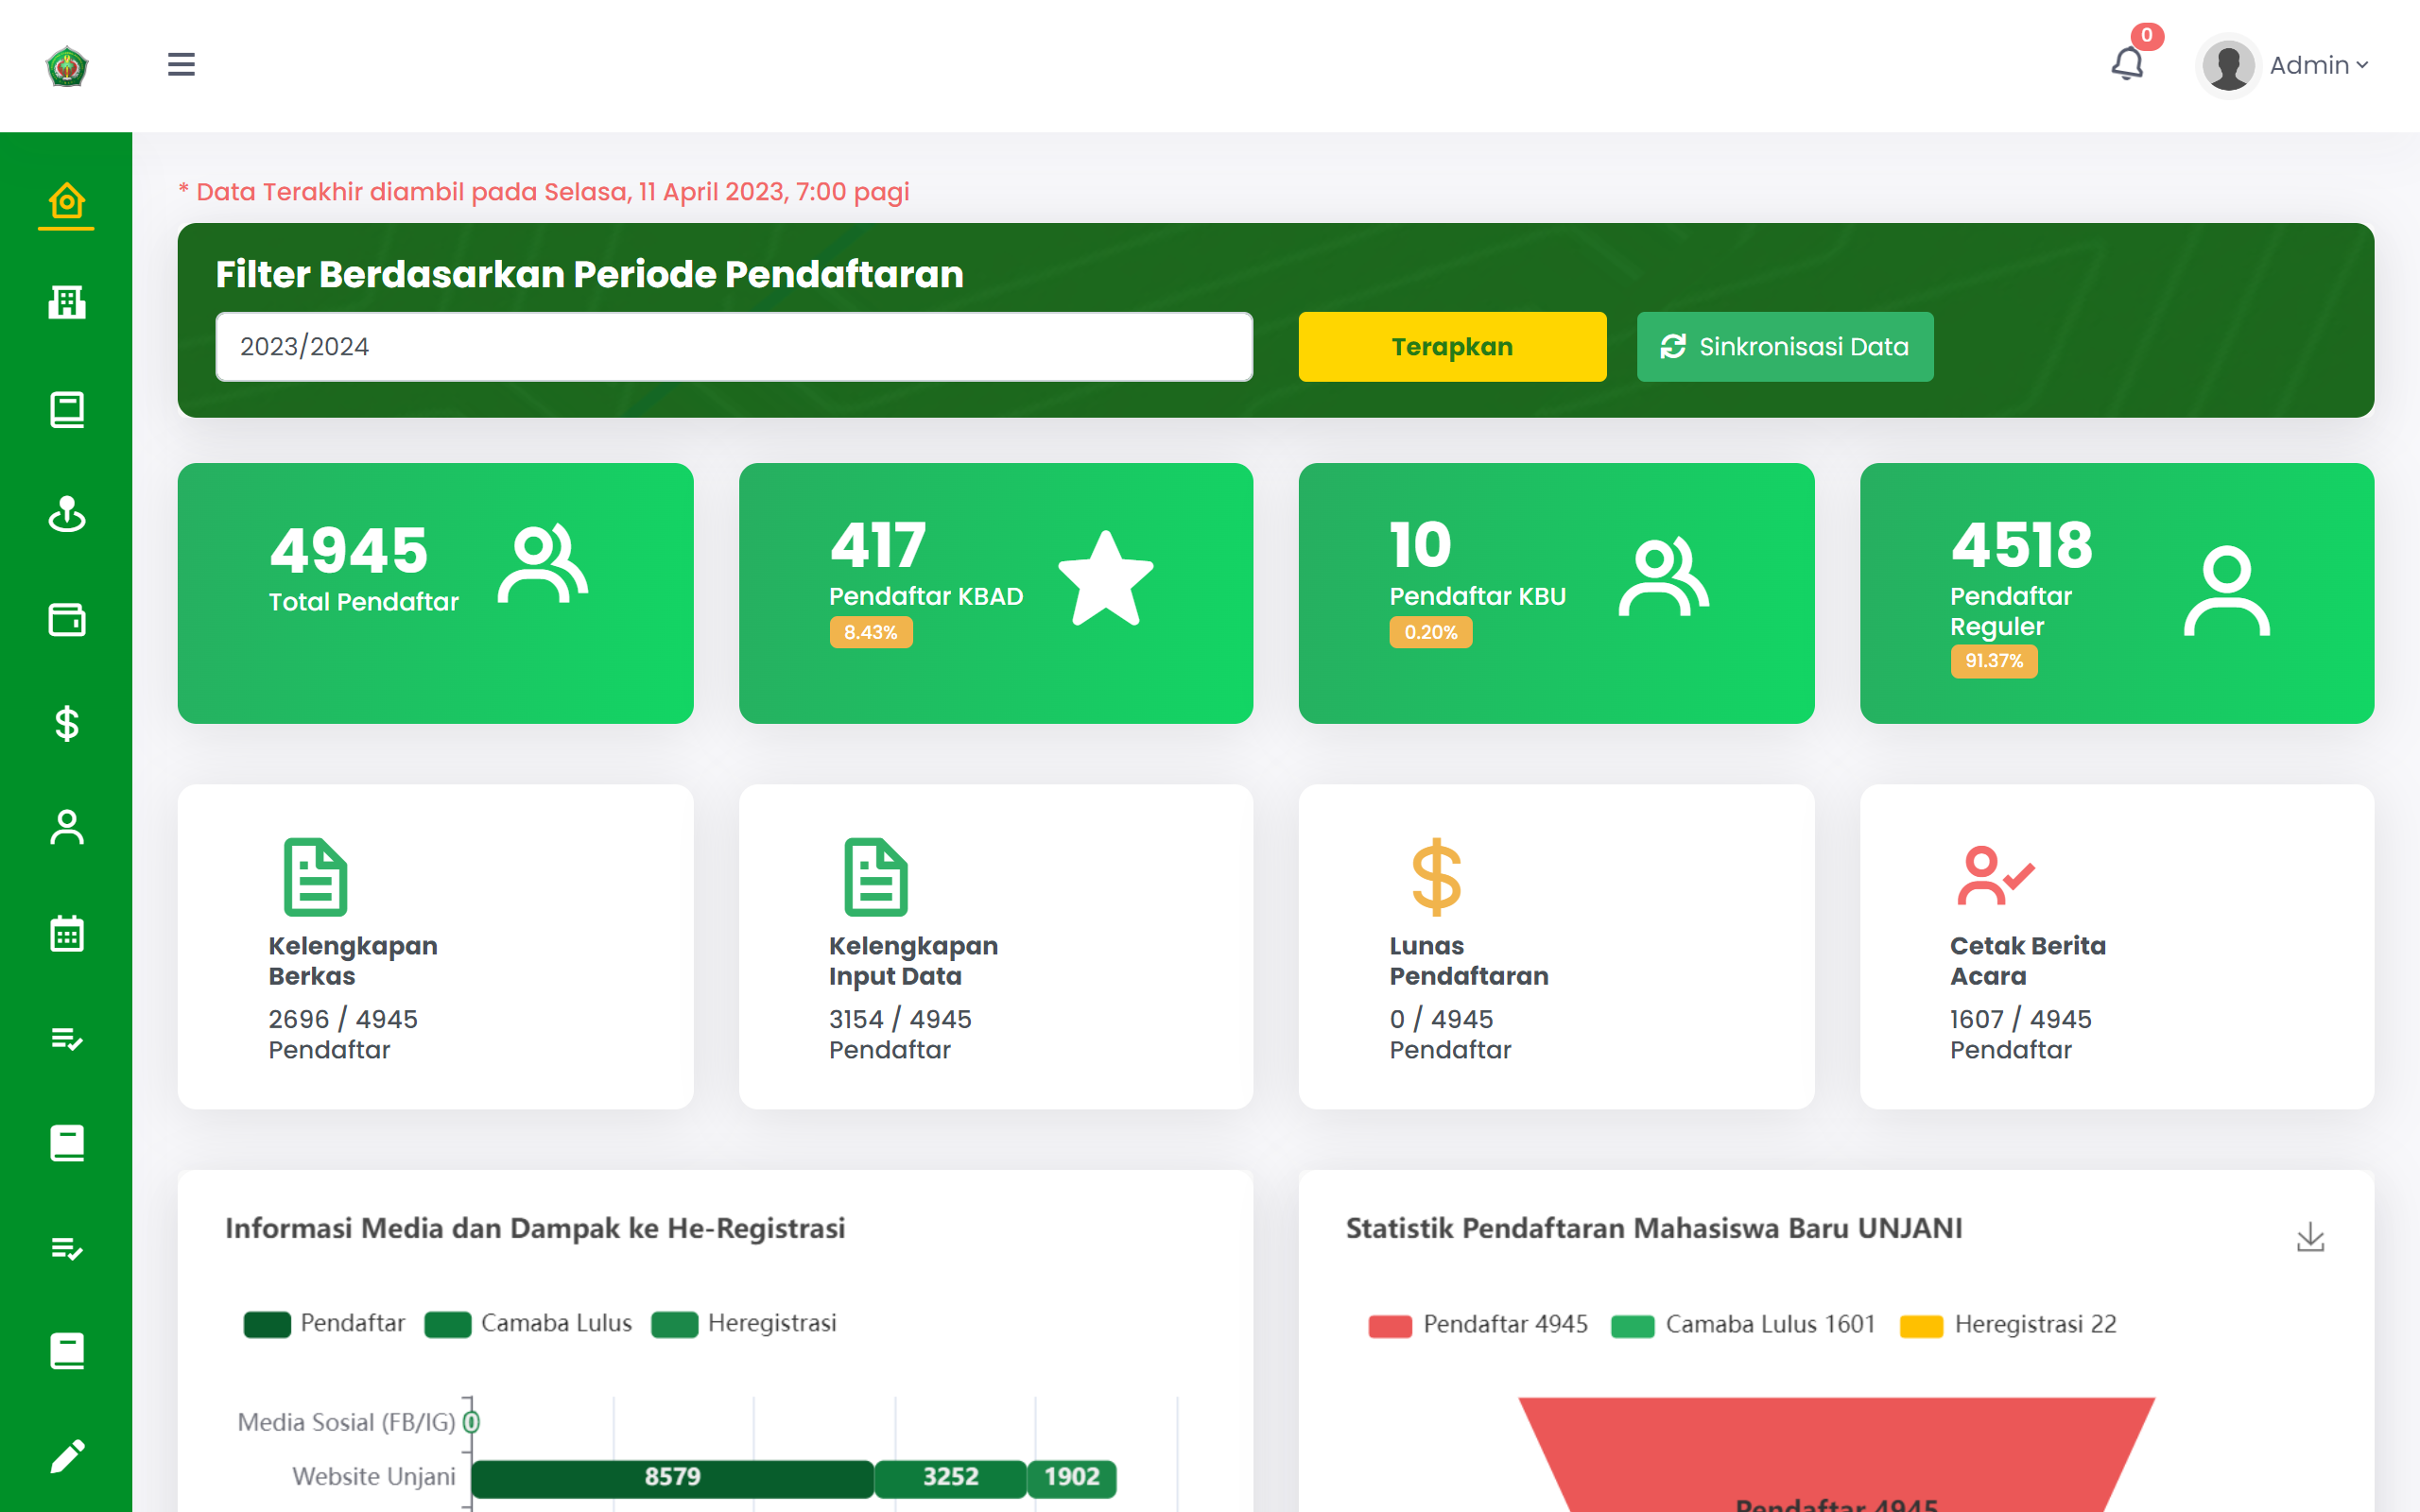 0
Admin
* Data Terakhir diambil pada Selasa, 11 April 2023, 7:00 pagi
Filter Berdasarkan Periode Pendaftaran
2023/2024
Terapkan
Sinkronisasi Data
4945
Total Pendaftar
417
Pendaftar KBAD
8.43%
10
Pendaftar KBU
0.20%
4518
Pendaftar
Reguler
91.37%
Kelengkapan
Berkas
2696 / 4945
Pendaftar
Kelengkapan
Input Data
3154 / 4945
Pendaftar
Lunas
Pendaftaran
0 / 4945
Pendaftar
Cetak Berita
Acara
1607 / 4945
Pendaftar
Informasi Media dan Dampak ke He-Registrasi
Pendaftar Camaba Lulus Heregistrasi
Media Sosial (FB/IG) 0
Website Unjani 8579 3252 1902
Statistik Pendaftaran Mahasiswa Baru UNJANI
Pendaftar 4945 Camaba Lulus 1601 Heregistrasi 22
Pendaftar 4945